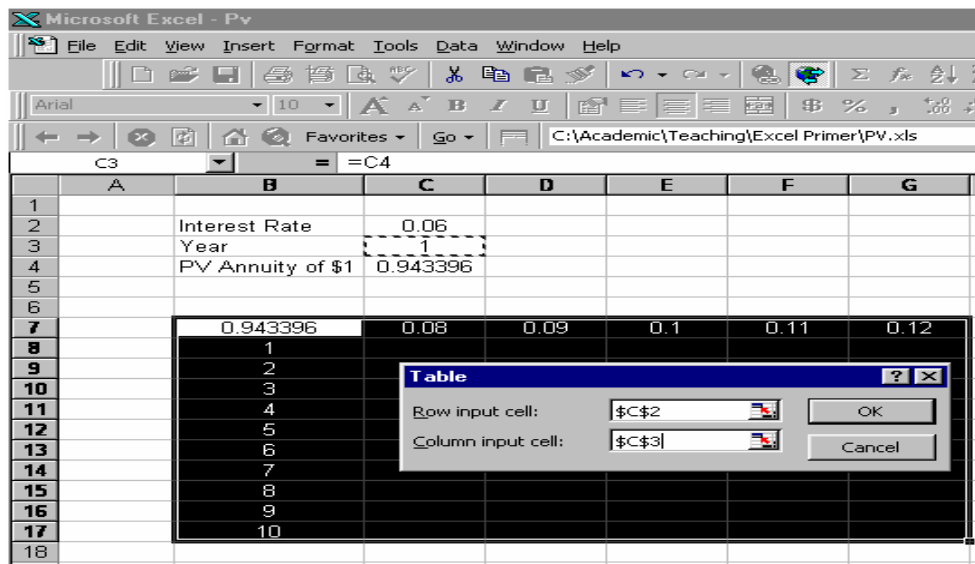 Microsoft Excel - Pv
File Edit View Insert Format Tools Data Window Help
Arial 10 A A B I U
Favorites Go C:\Academic\Teaching\Excel Primer\PV.xls
C3 = =C4
A B C D E F G
1
2 Interest Rate 0.06
3 Year 1
4 PV Annuity of $1 0.943396
5
6
7 0.943396 0.08 0.09 0.1 0.11 0.12
8 1
9 2
10 3
11 4
12 5
13 6
14 7
15 8
16 9
17 10
18
Table
Row input cell: $C$2 OK
Column input cell: $C$3 Cancel